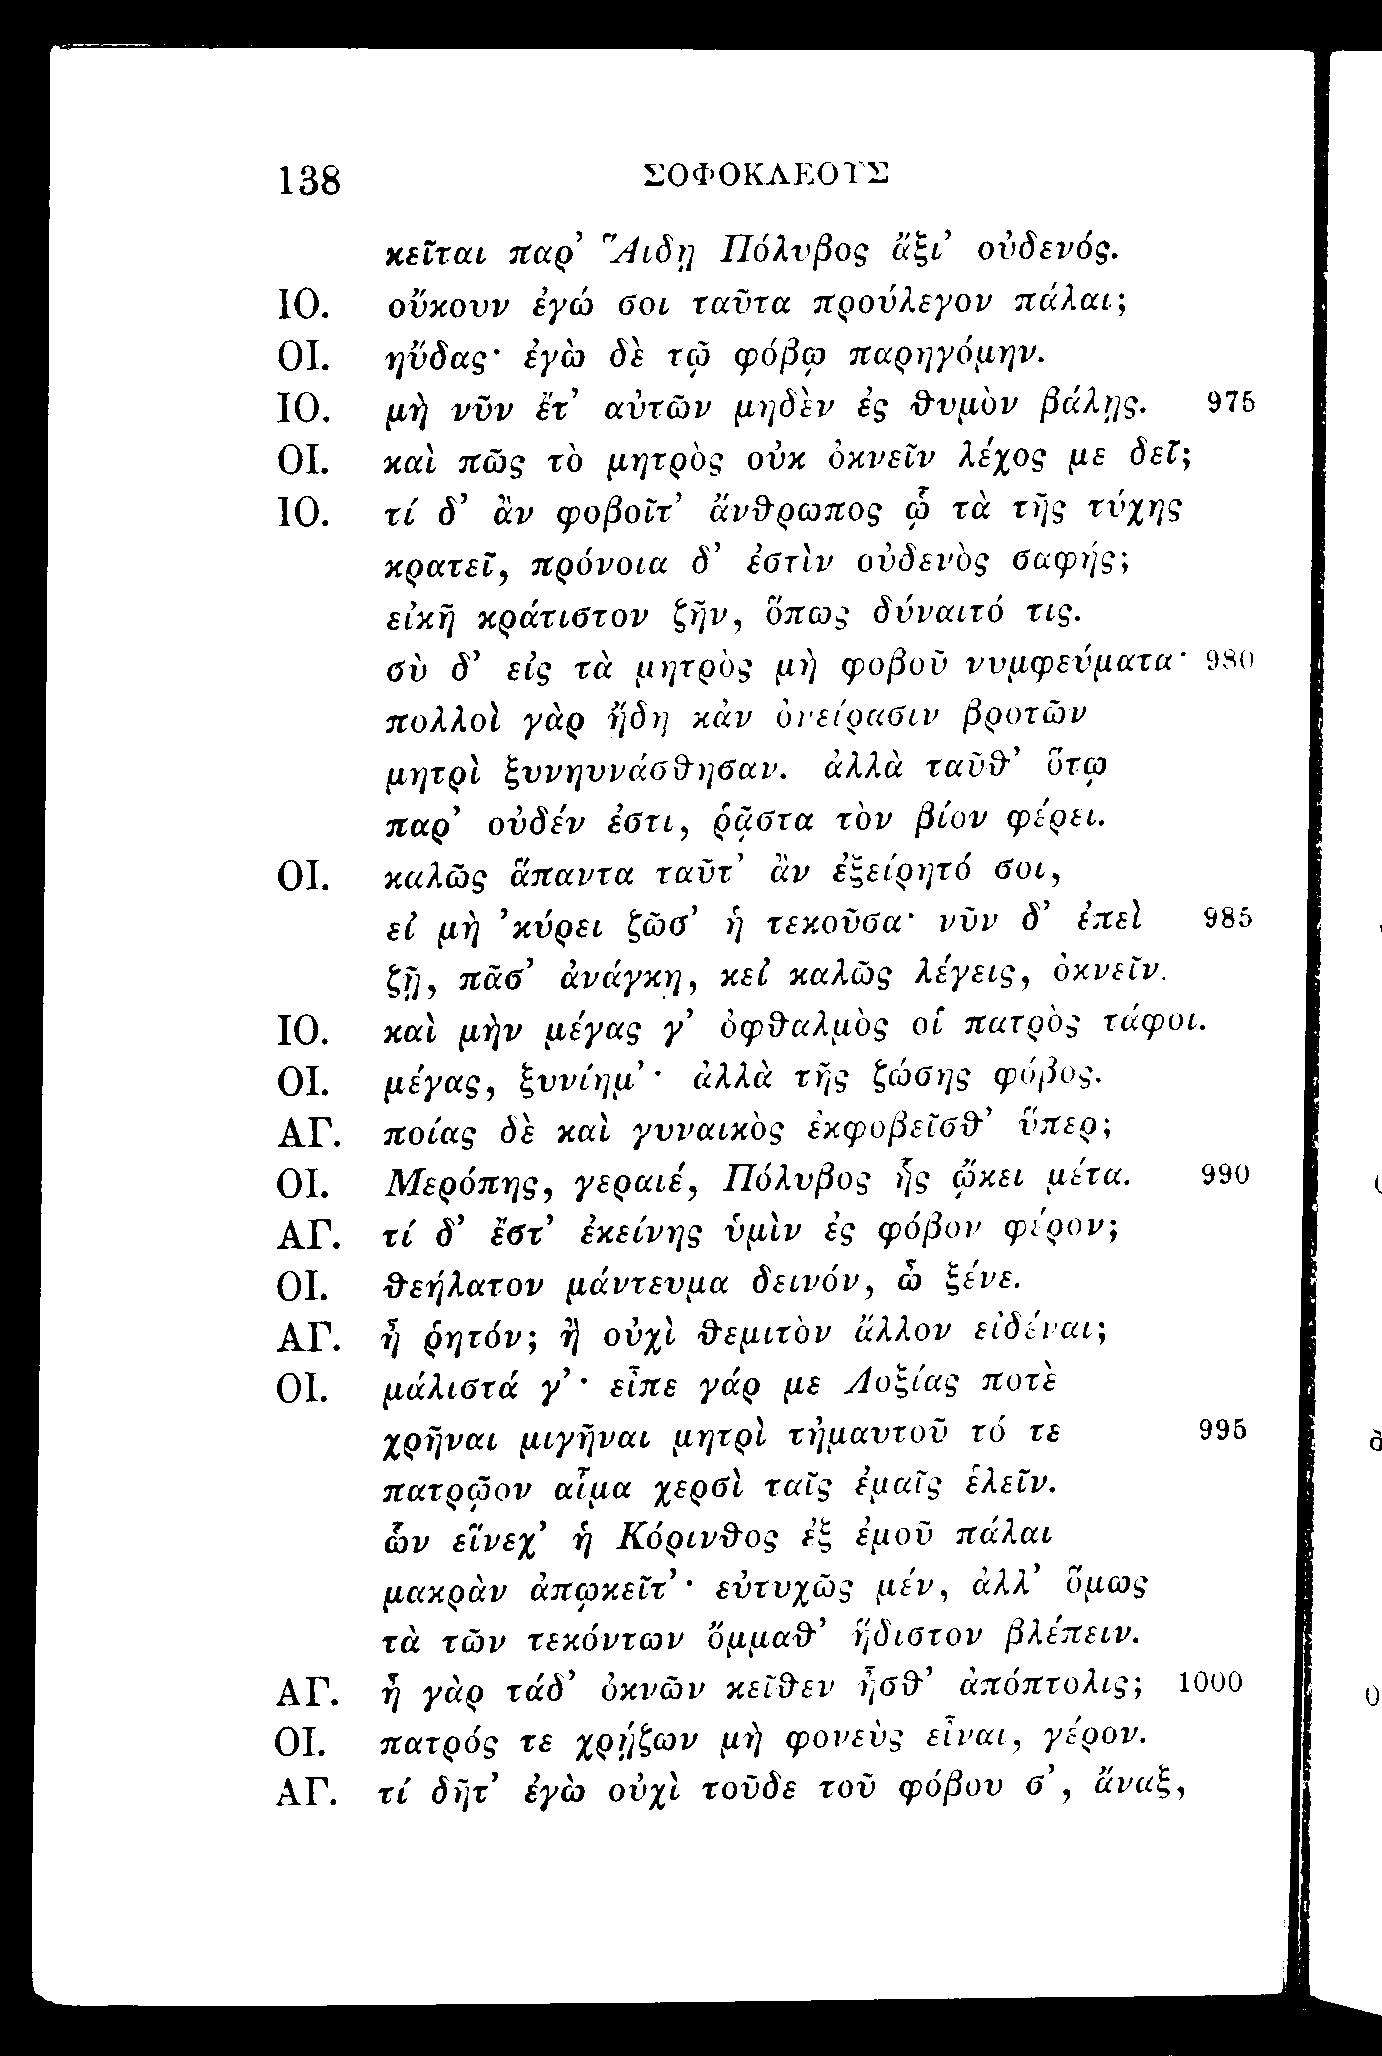 138 ΣΟΦΟΚΛΕΟΥΣ
κεῖται παρ’ Ἅιδῃ Πόλυβος ἄξι’ οὐδενός.
ΙΟ. οὔκουν ἐγώ σοι ταῦτα προύλεγον πάλαι;
ΟΙ. ηὔδας· ἐγὼ δὲ τῷ φόβῳ παρηγόμην.
ΙΟ. μὴ νῦν ἔτ’ αὐτῶν μηδὲν ἐς θυμὸν βάλῃς. 975
ΟΙ. καὶ πῶς τὸ μητρὸς οὐκ ὀκνεῖν λέχος με δεῖ;
ΙΟ. τί δ’ ἂν φοβοῖτ’ ἄνθρωπος ᾧ τὰ τῆς τύχης
κρατεῖ, πρόνοια δ’ ἐστὶν οὐδενὸς σαφής;
εἰκῆ κράτιστον ζῆν, ὅπως δύναιτό τις.
σὺ δ’ εἰς τὰ μητρὸς μὴ φοβοῦ νυμφεύματα· 980
πολλοὶ γὰρ ἤδη κἀν ὀνείρασιν βροτῶν
μητρὶ ξυνηυνάσθησαν. ἀλλὰ ταῦθ’ ὅτῳ
παρ’ οὐδέν ἐστι, ῥᾷστα τὸν βίον φέρει.
ΟΙ. καλῶς ἅπαντα ταῦτ’ ἂν ἐξείρητό σοι,
εἰ μὴ ’κύρει ζῶσ’ ἡ τεκοῦσα· νῦν δ’ ἐπεὶ 985
ζῇ, πᾶσ’ ἀνάγκη, κεἰ καλῶς λέγεις, ὀκνεῖν.
ΙΟ. καὶ μὴν μέγας γ’ ὀφθαλμὸς οἱ πατρὸς τάφοι.
ΟΙ. μέγας, ξυνίημ’· ἀλλὰ τῆς ζώσης φόβος.
ΑΓ. ποίας δὲ καὶ γυναικὸς ἐκφοβεῖσθ’ ὕπερ;
ΟΙ. Μερόπης, γεραιέ, Πόλυβος ἧς ᾤκει μέτα. 990
ΑΓ. τί δ’ ἔστ’ ἐκείνης ὑμὶν ἐς φόβον φέρον;
ΟΙ. θεήλατον μάντευμα δεινόν, ὦ ξένε.
ΑΓ. ἦ ῥητόν; ἢ οὐχὶ θεμιτὸν ἄλλον εἰδέναι;
ΟΙ. μάλιστά γ’· εἶπε γάρ με Λοξίας ποτὲ
χρῆναι μιγῆναι μητρὶ τἠμαυτοῦ τό τε 995
πατρῷον αἷμα χερσὶ ταῖς ἐμαῖς ἑλεῖν.
ὧν εἵνεχ’ ἡ Κόρινθος ἐξ ἐμοῦ πάλαι
μακρὰν ἀπῳκεῖτ’· εὐτυχῶς μέν, ἀλλ’ ὅμως
τὰ τῶν τεκόντων ὄμμαθ’ ἥδιστον βλέπειν.
ΑΓ. ἦ γὰρ τάδ’ ὀκνῶν κεῖθεν ἦσθ’ ἀπόπτολις; 1000
ΟΙ. πατρός τε χρῄζων μὴ φονεὺς εἶναι, γέρον.
ΑΓ. τί δῆτ’ ἐγὼ οὐχὶ τοῦδε τοῦ φόβου σ’, ἄναξ,